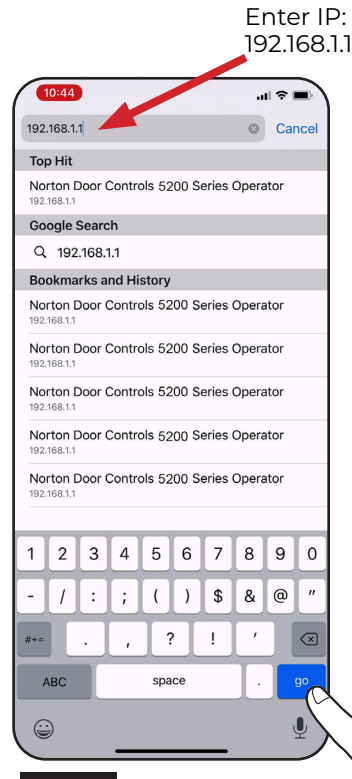 Enter IP:
192.168.1.1
10:44
192.168.1.1
Cancel
Top Hit
Norton Door Controls 5200 Series Operator
192.168.1.1
Google Search
192.168.1.1
Bookmarks and History
Norton Door Controls 5200 Series Operator
192.168.1.1
Norton Door Controls 5200 Series Operator
192.168.1.1
Norton Door Controls 5200 Series Operator
192.168.1.1
Norton Door Controls 5200 Series Operator
192.168.1.1
Norton Door Controls 5200 Series Operator
192.168.1.1
1 2 3 4 5 6 7 8 9 0
- / : ; ( ) $ & @ "
#+= . , ? ! '
ABC space . go